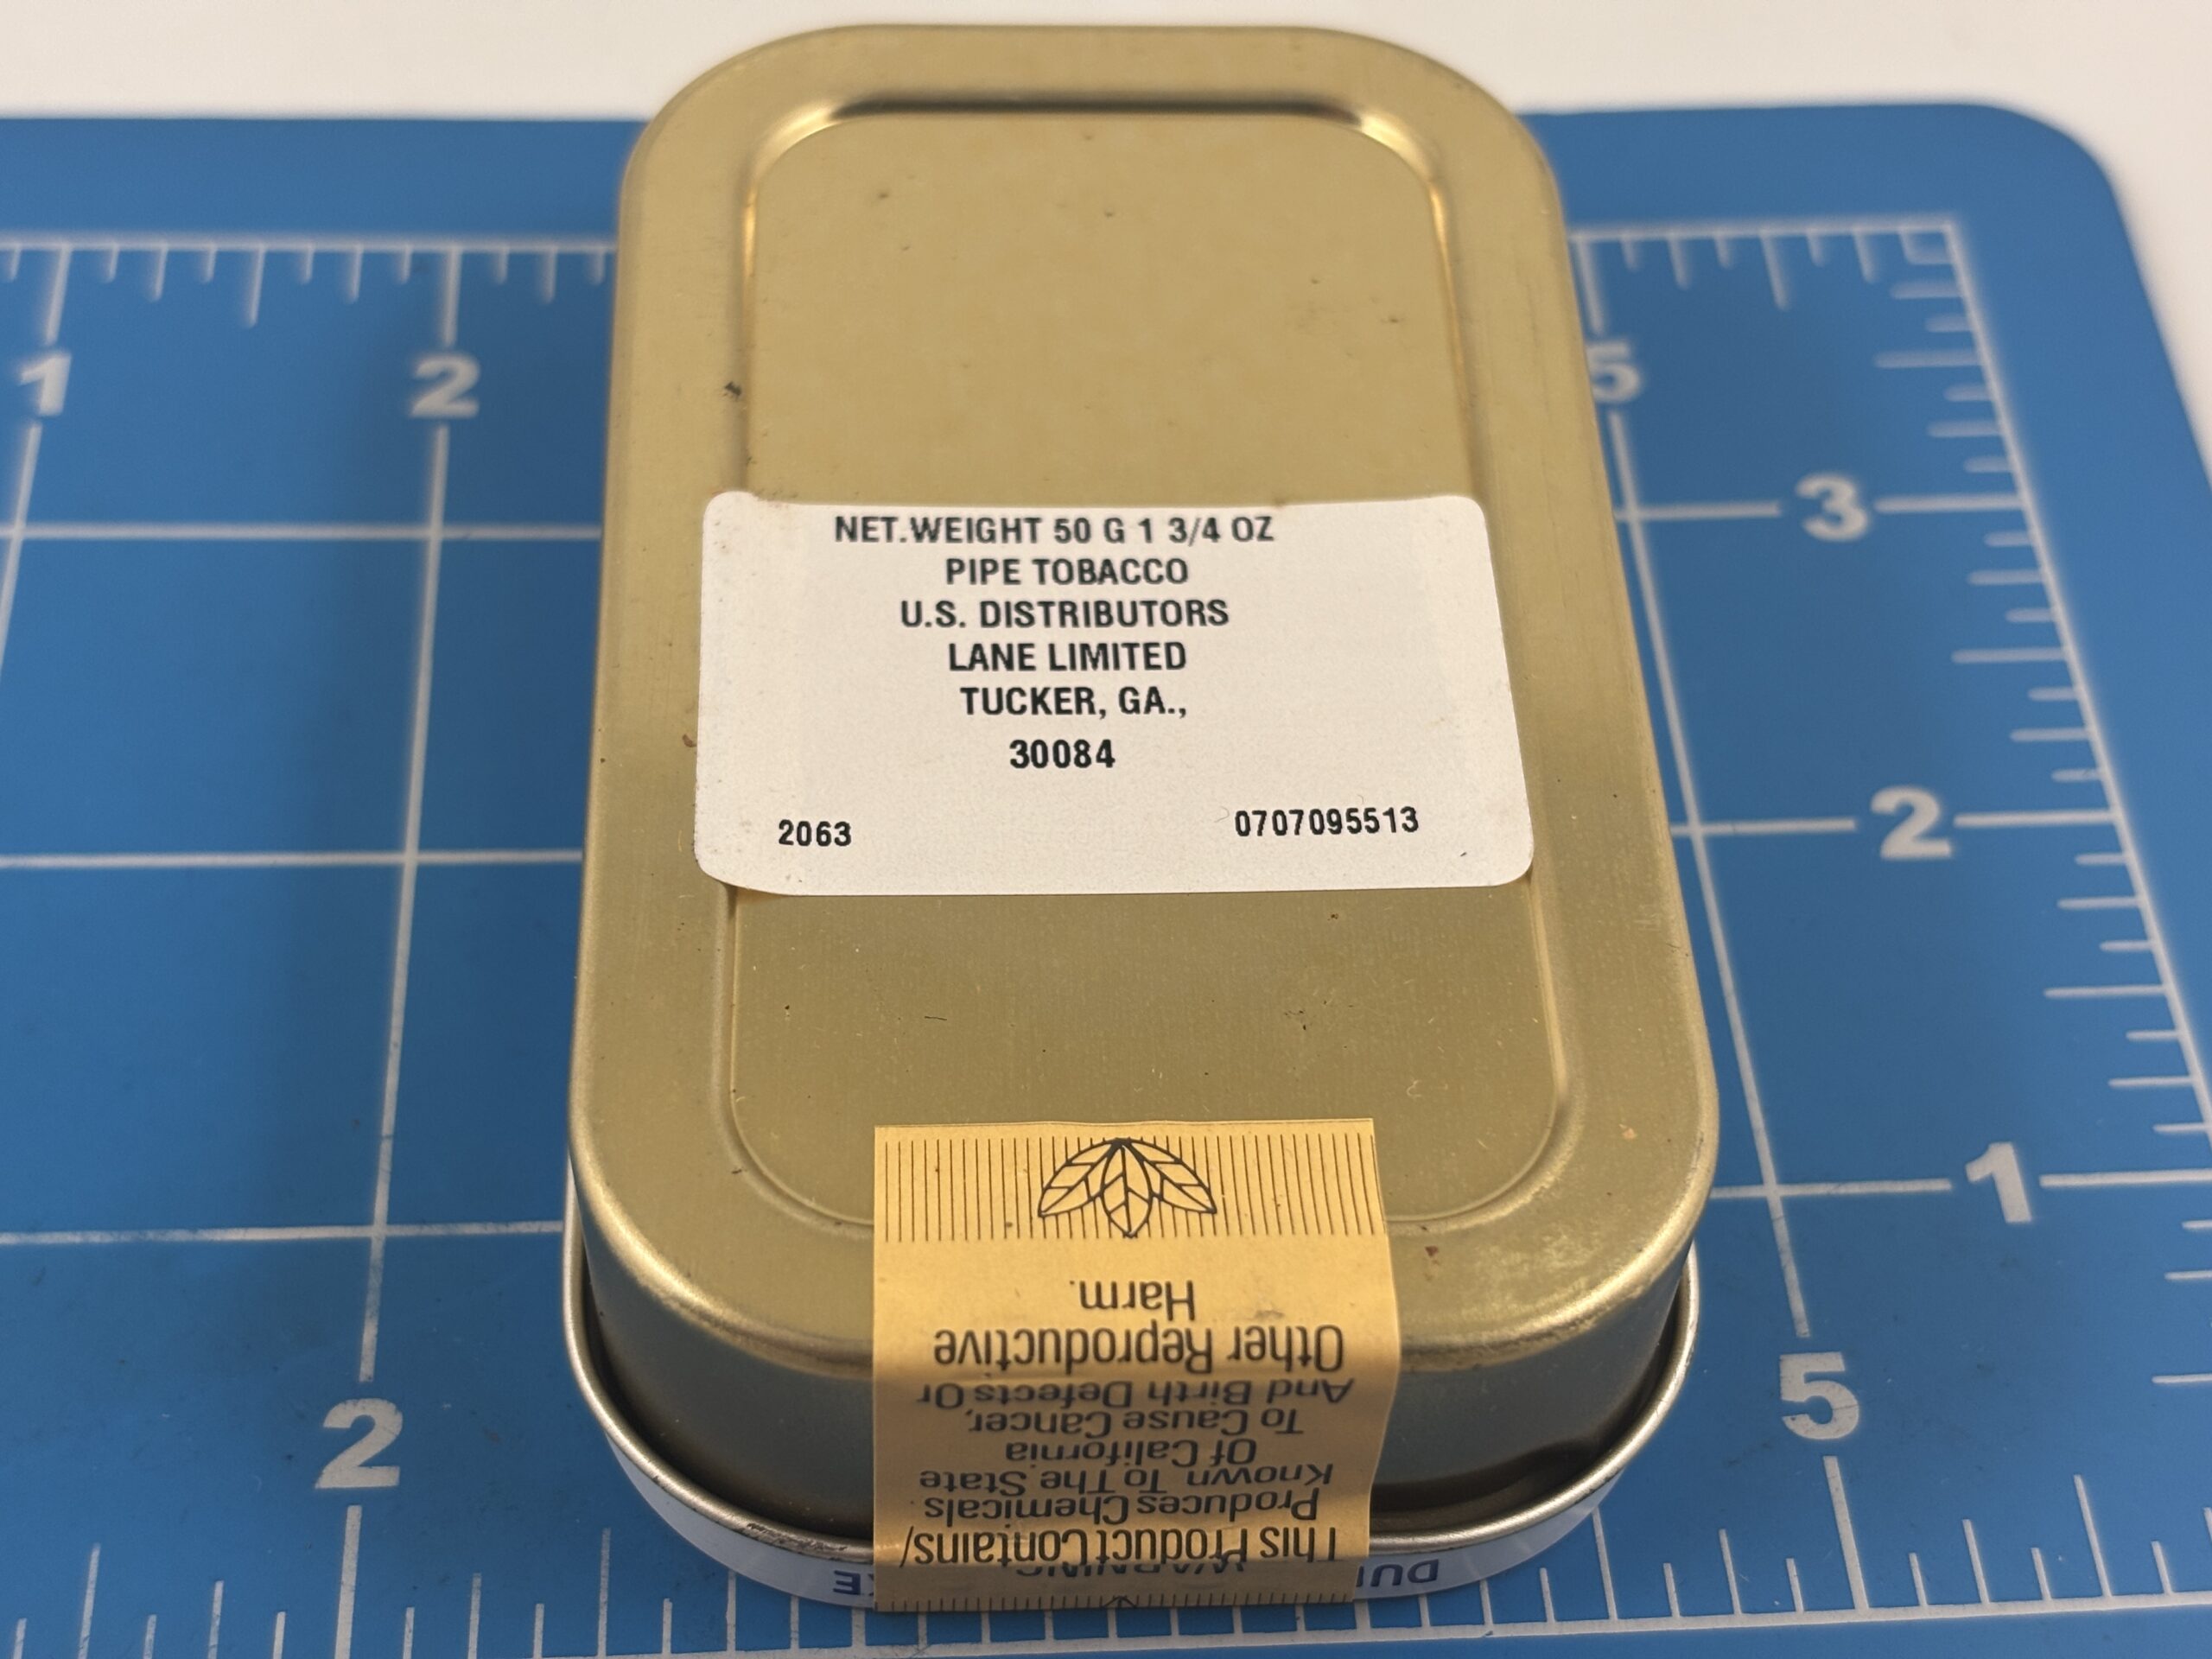 1
2
5
3
2
1
NET.WEIGHT 50 G 1 3/4 OZ
PIPE TOBACCO
U.S. DISTRIBUTORS
LANE LIMITED
TUCKER, GA.,
30084
2063 0707095513
WARNING:
This Product Contains/
Produces Chemicals
Known To The State
Of California
To Cause Cancer,
And Birth Defects Or
Other Reproductive
Harm.
2
5